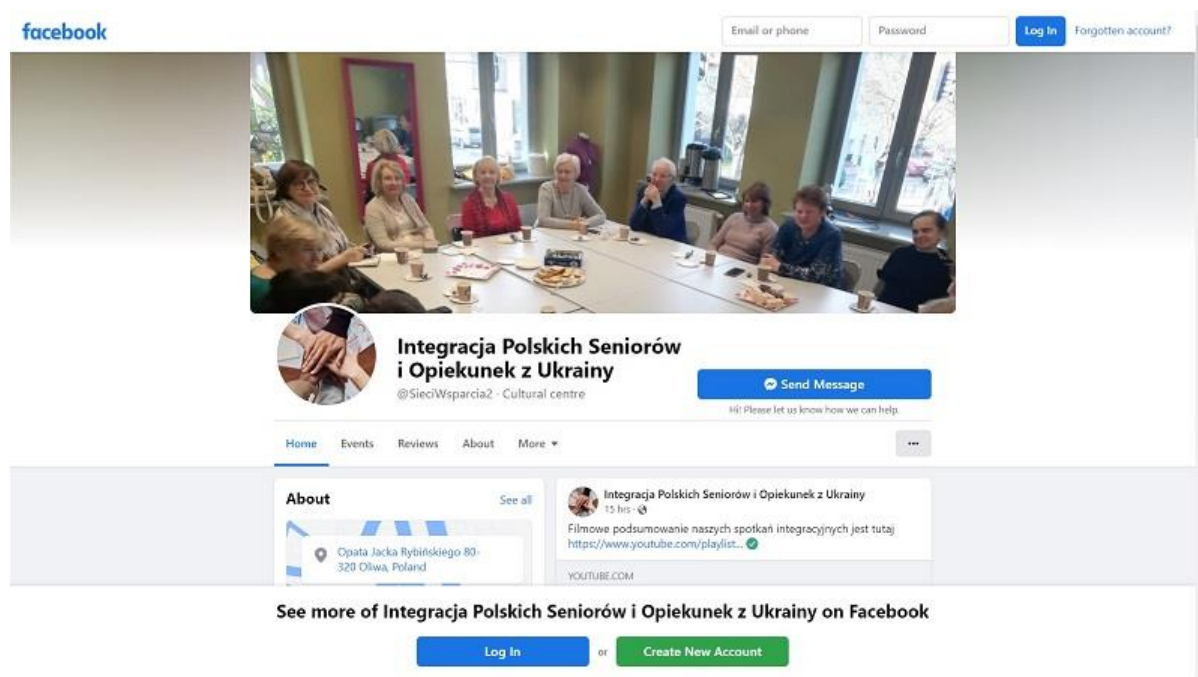 facebook
Email or phone
Password
Log In
Forgotten account?
Integracja Polskich Seniorów
i Opiekunek z Ukrainy
@SieciWsparcia2 · Cultural centre
Send Message
Hi! Please let us know how we can help.
Home Events Reviews About More
About
See all
Opata Jacka Rybińskiego 80-
320 Oliwa, Poland
Integracja Polskich Seniorów i Opiekunek z Ukrainy
15 hrs ·
Filmowe podsumowanie naszych spotkań integracyjnych jest tutaj
https://www.youtube.com/playlist...
YOUTUBE.COM
See more of Integracja Polskich Seniorów i Opiekunek z Ukrainy on Facebook
Log In
or
Create New Account